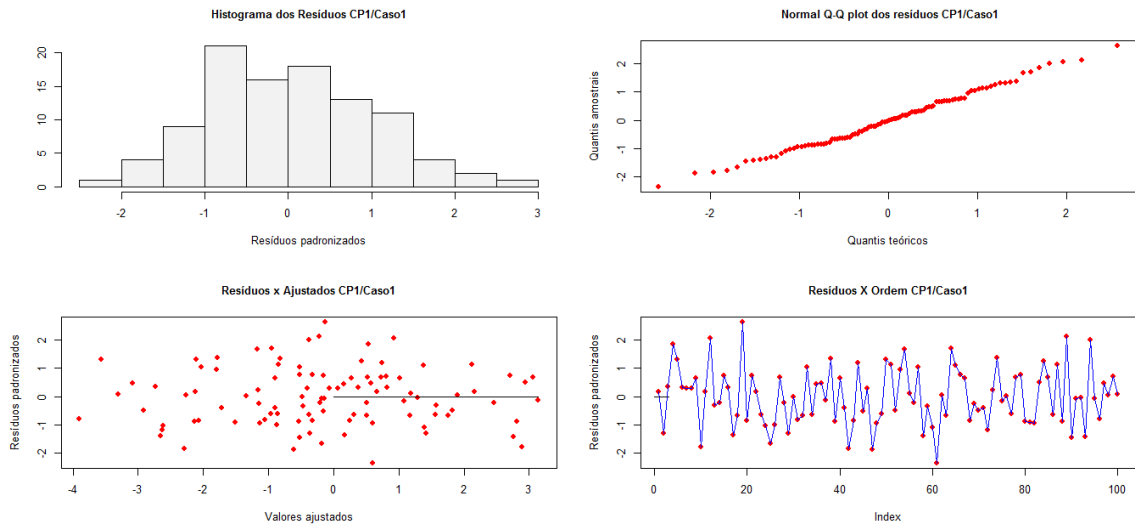 Histograma dos Resíduos CP1/Caso1
20
15
10
5
0
-2 -1 0 1 2 3
Resíduos padronizados
Normal Q-Q plot dos resíduos CP1/Caso1
Quantis amostrais
2
1
0
-1
-2
-2 -1 0 1 2
Quantis teóricos
Resíduos x Ajustados CP1/Caso1
Resíduos padronizados
2
1
0
-1
-2
-4 -3 -2 -1 0 1 2 3
Valores ajustados
Resíduos X Ordem CP1/Caso1
Resíduos padronizados
2
1
0
-1
-2
0 20 40 60 80 100
Index